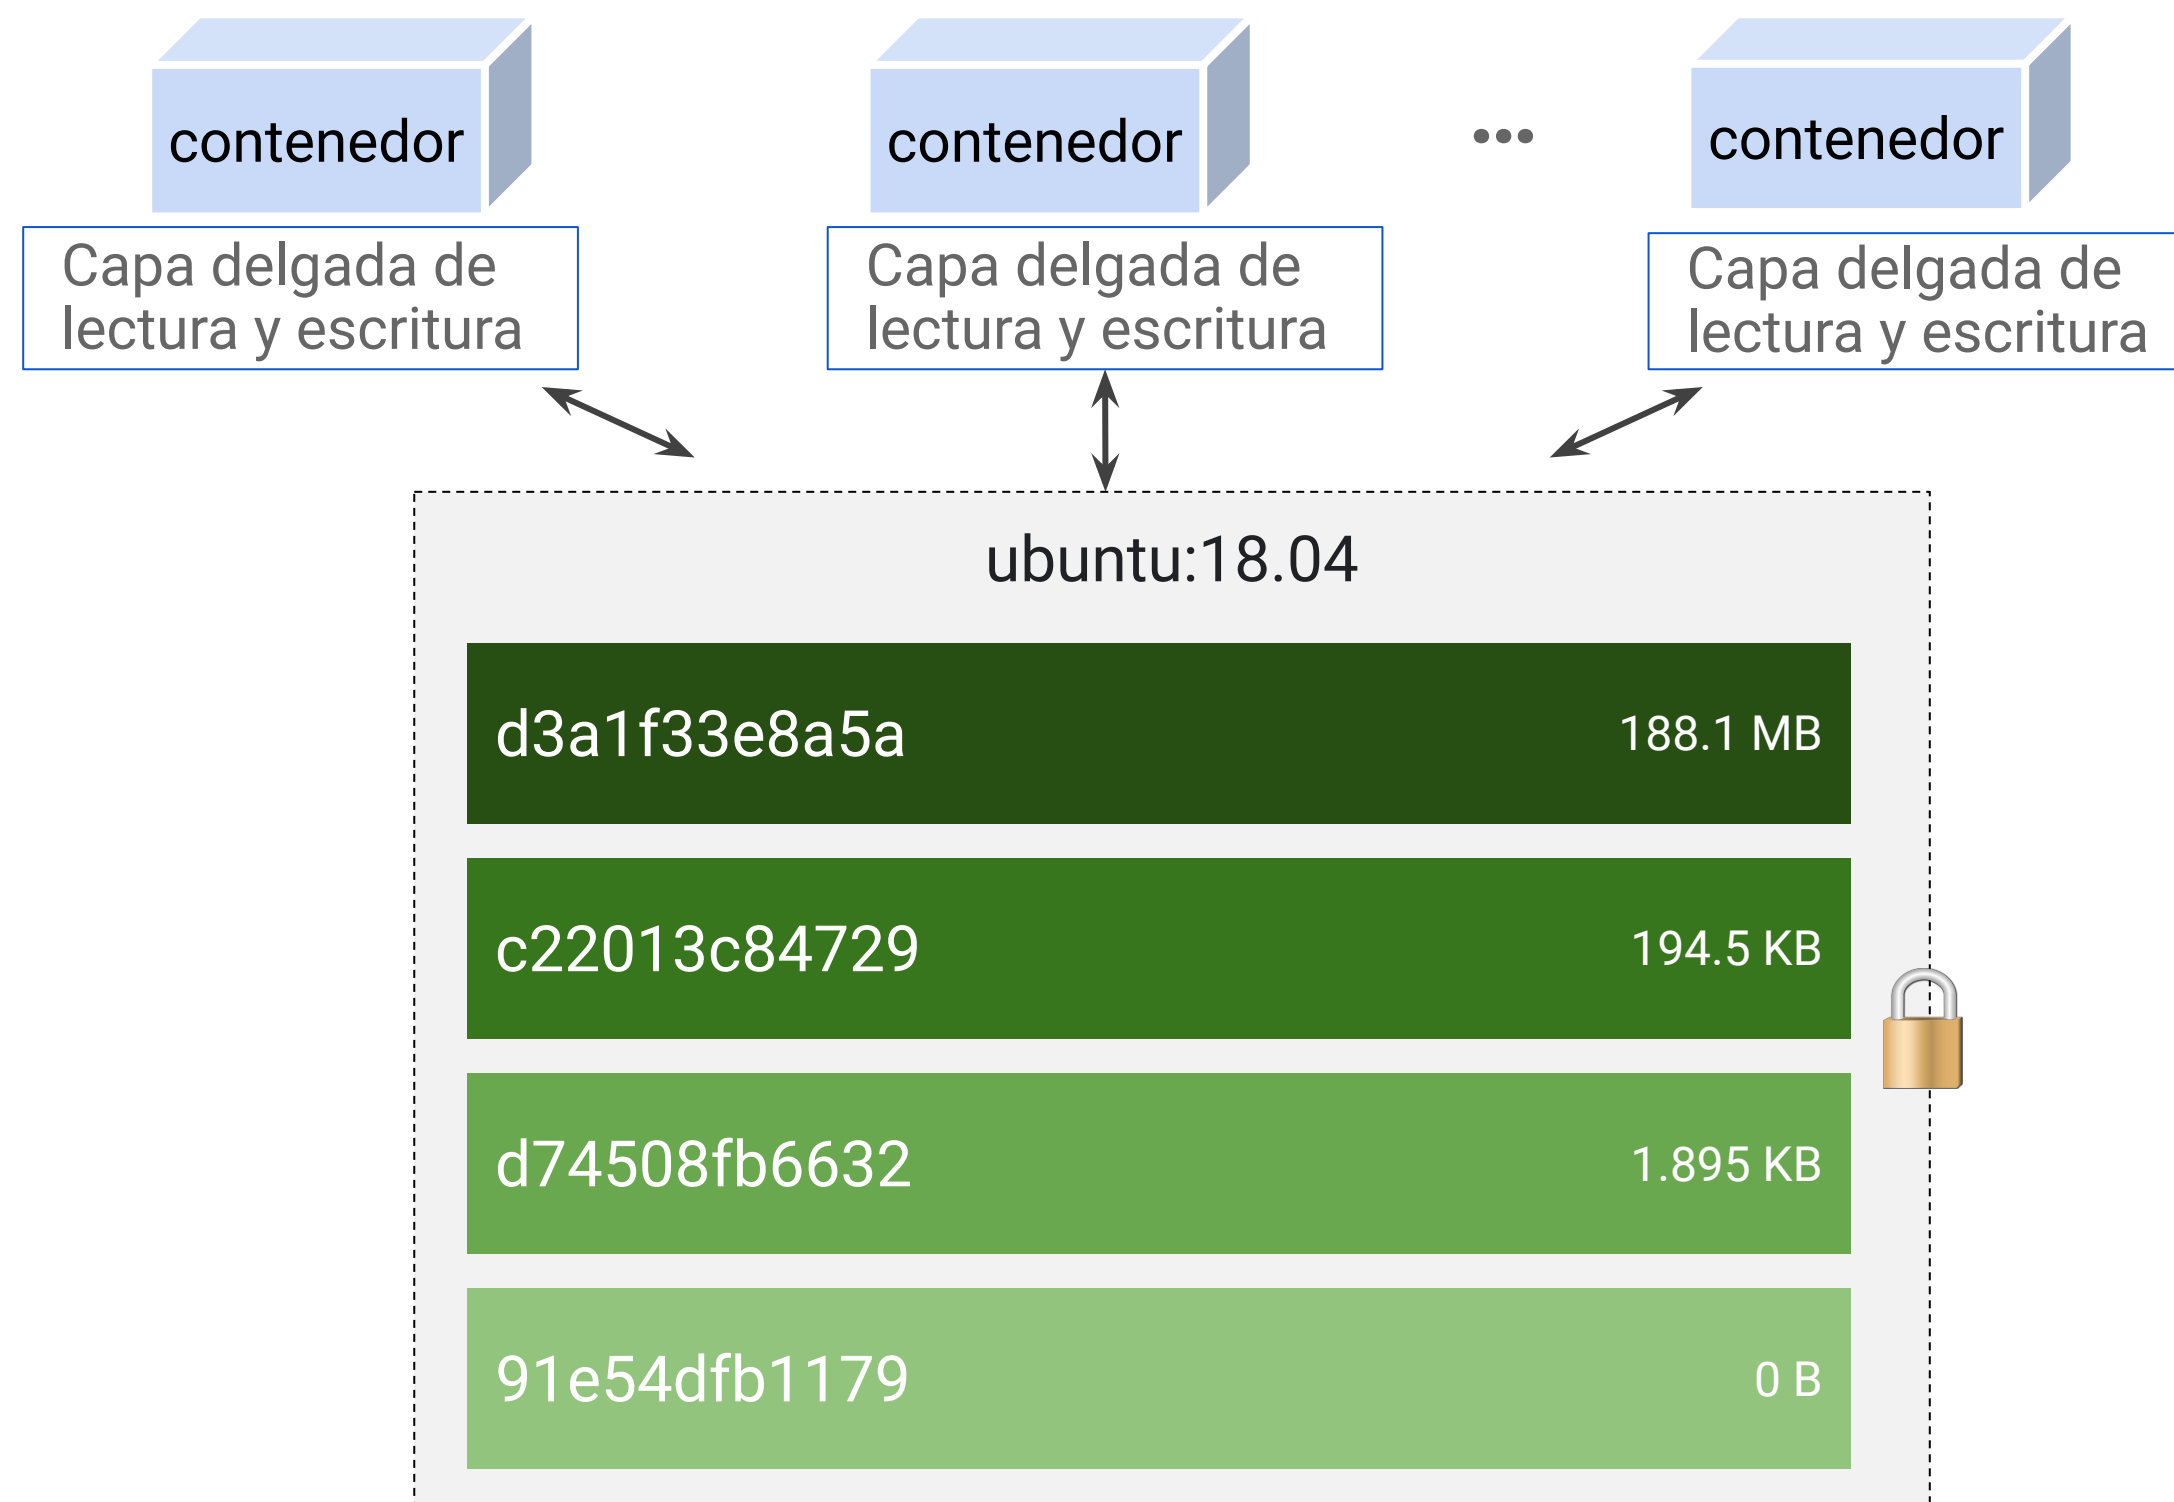 contenedor
contenedor
•••
contenedor
Capa delgada de
lectura y escritura
Capa delgada de
lectura y escritura
Capa delgada de
lectura y escritura
ubuntu:18.04
d3a1f33e8a5a 188.1 MB
c22013c84729 194.5 KB
d74508fb6632 1.895 KB
91e54dfb1179 0 B